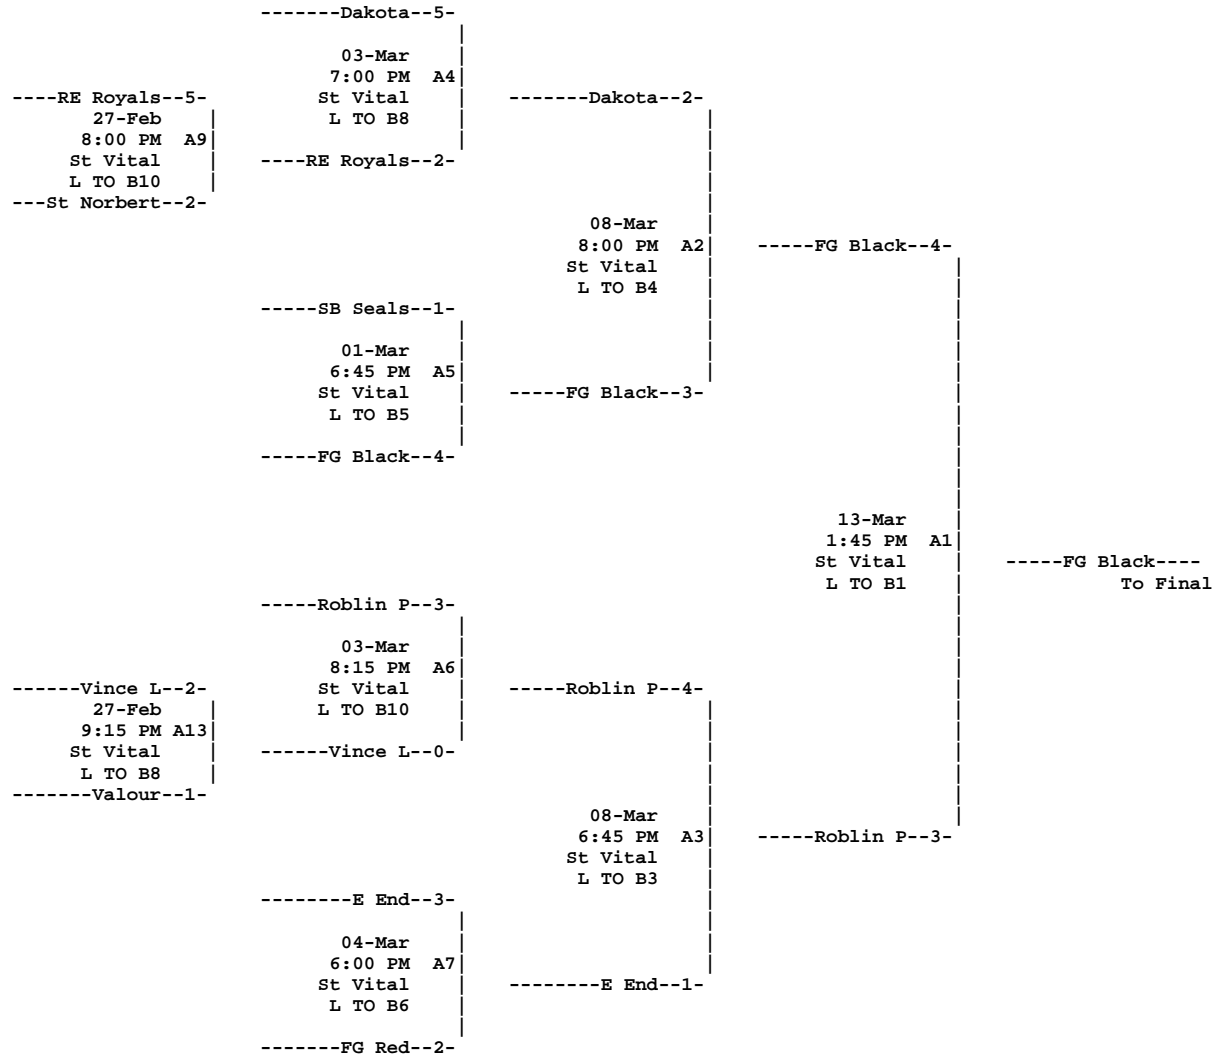 -------Dakota--5-
03-Mar
7:00 PM A4
----RE Royals--5- St Vital -------Dakota--2-
27-Feb L TO B8
8:00 PM A9
St Vital ----RE Royals--2-
L TO B10
---St Norbert--2-
08-Mar
8:00 PM A2 -----FG Black--4-
St Vital
L TO B4
-----SB Seals--1-
01-Mar
6:45 PM A5
St Vital -----FG Black--3-
L TO B5
-----FG Black--4-
13-Mar
1:45 PM A1
St Vital -----FG Black----
L TO B1 To Final
-----Roblin P--3-
03-Mar
8:15 PM A6
------Vince L--2- St Vital -----Roblin P--4-
27-Feb L TO B10
9:15 PM A13
St Vital ------Vince L--0-
L TO B8
-------Valour--1-
08-Mar
6:45 PM A3 -----Roblin P--3-
St Vital
L TO B3
--------E End--3-
04-Mar
6:00 PM A7
St Vital --------E End--1-
L TO B6
-------FG Red--2-